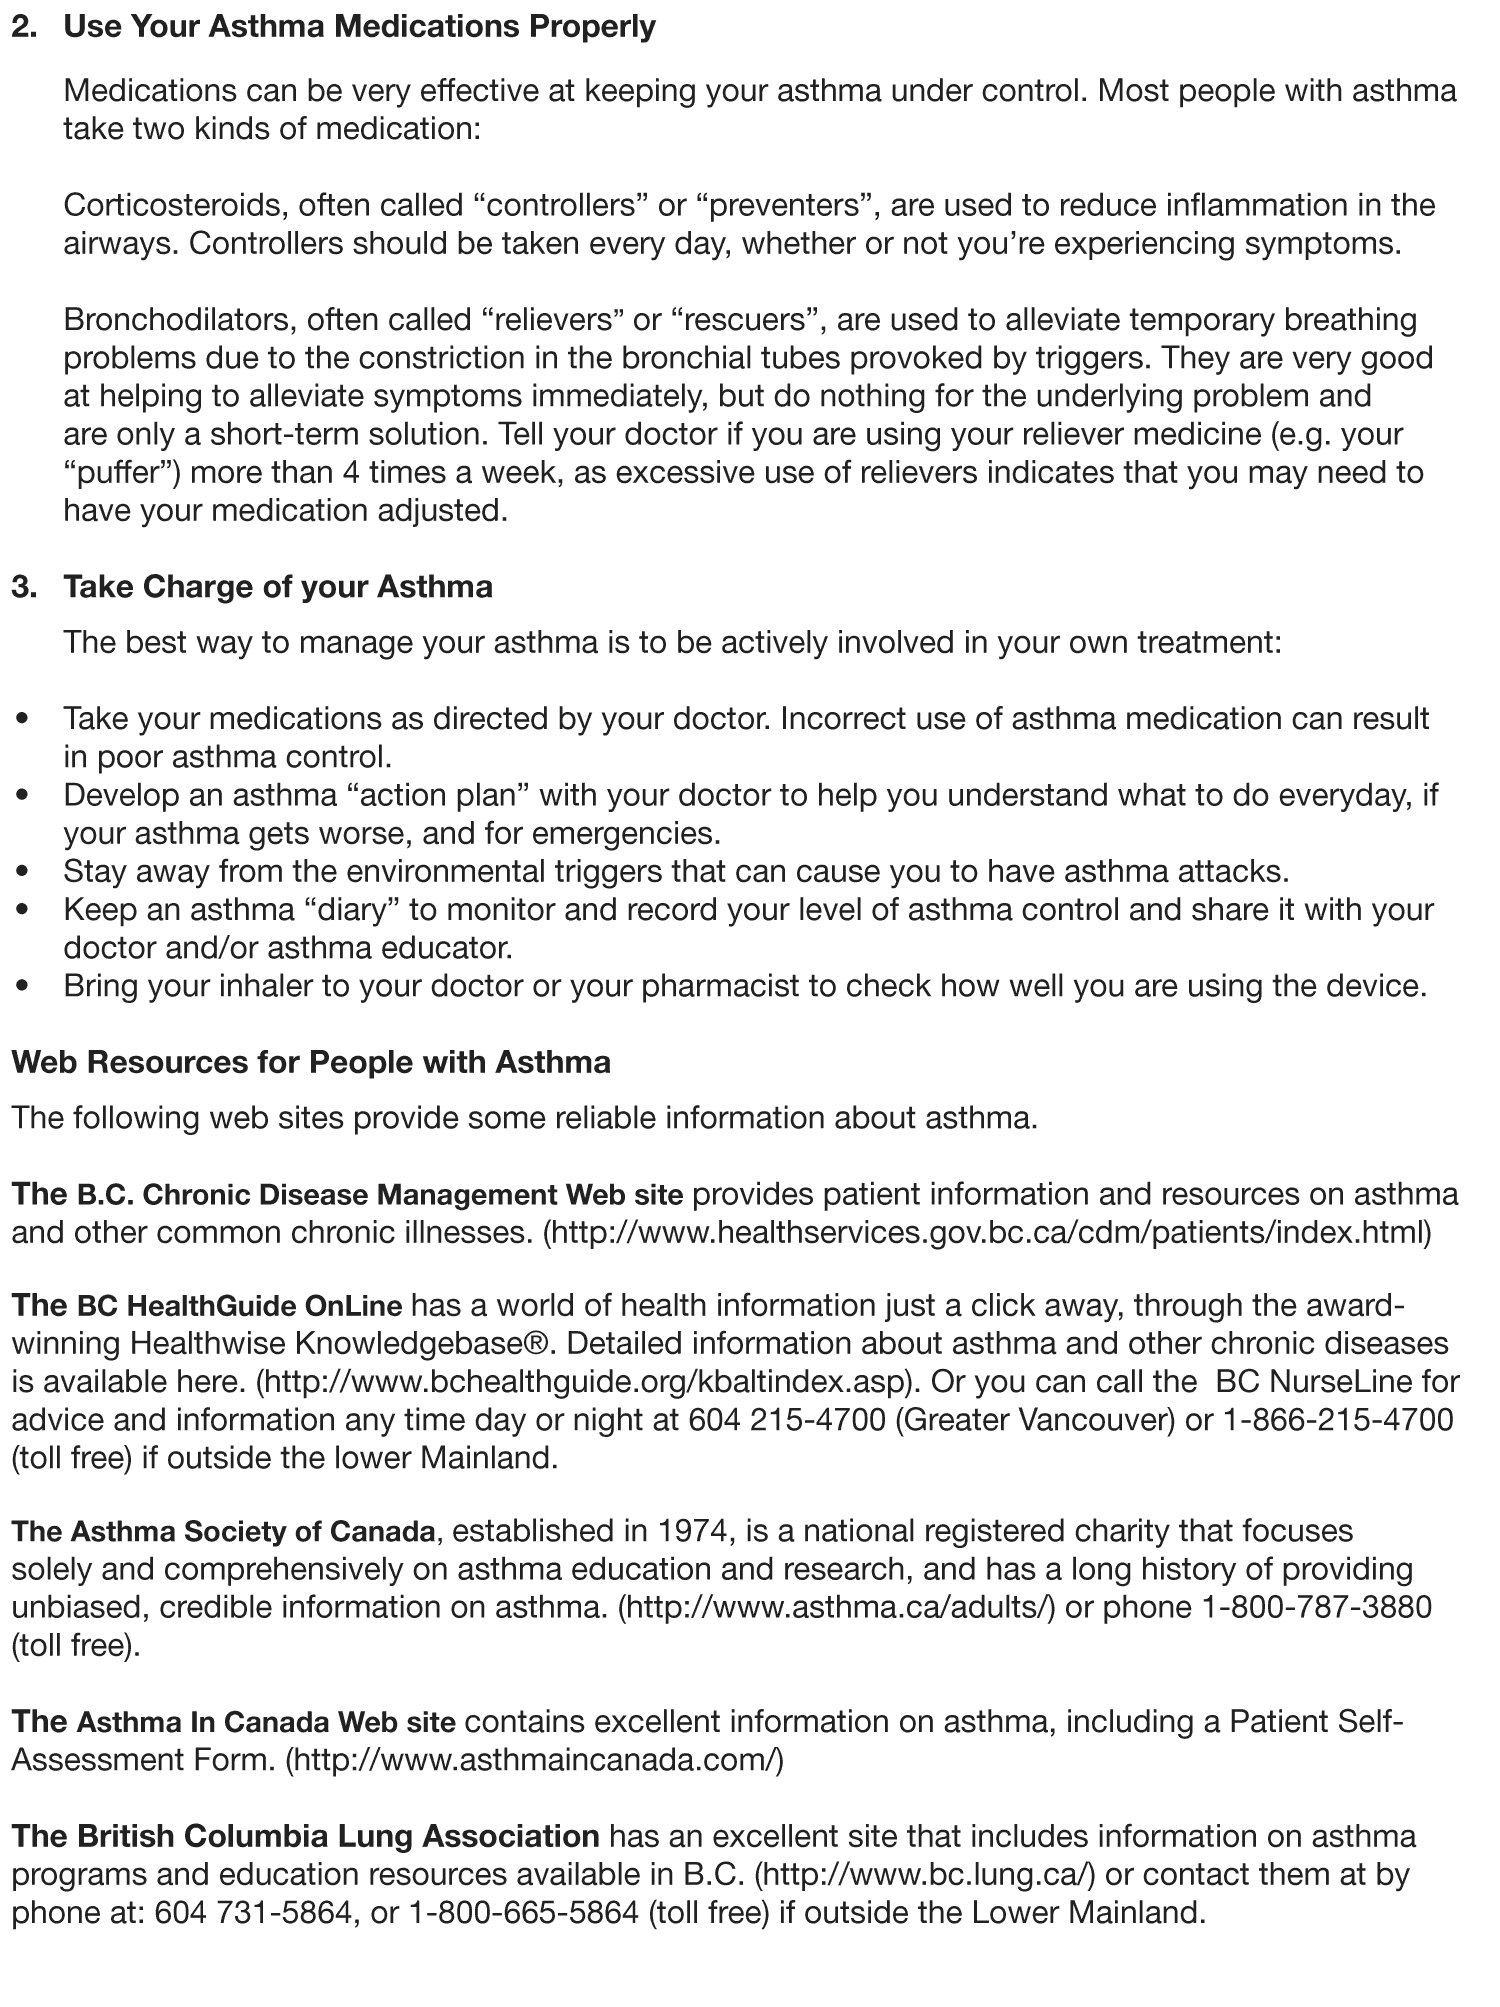 2. Use Your Asthma Medications Properly
Medications can be very effective at keeping your asthma under control. Most people with asthma
take two kinds of medication:
Corticosteroids, often called “controllers” or “preventers”, are used to reduce inflammation in the
airways. Controllers should be taken every day, whether or not you’re experiencing symptoms.
Bronchodilators, often called “relievers” or “rescuers”, are used to alleviate temporary breathing
problems due to the constriction in the bronchial tubes provoked by triggers. They are very good
at helping to alleviate symptoms immediately, but do nothing for the underlying problem and
are only a short-term solution. Tell your doctor if you are using your reliever medicine (e.g. your
“puffer”) more than 4 times a week, as excessive use of relievers indicates that you may need to
have your medication adjusted.
3. Take Charge of your Asthma
The best way to manage your asthma is to be actively involved in your own treatment:
• Take your medications as directed by your doctor. Incorrect use of asthma medication can result
in poor asthma control.
• Develop an asthma “action plan” with your doctor to help you understand what to do everyday, if
your asthma gets worse, and for emergencies.
• Stay away from the environmental triggers that can cause you to have asthma attacks.
• Keep an asthma “diary” to monitor and record your level of asthma control and share it with your
doctor and/or asthma educator.
• Bring your inhaler to your doctor or your pharmacist to check how well you are using the device.
Web Resources for People with Asthma
The following web sites provide some reliable information about asthma.
The B.C. Chronic Disease Management Web site provides patient information and resources on asthma
and other common chronic illnesses. (http://www.healthservices.gov.bc.ca/cdm/patients/index.html)
The BC HealthGuide OnLine has a world of health information just a click away, through the award-
winning Healthwise Knowledgebase®. Detailed information about asthma and other chronic diseases
is available here. (http://www.bchealthguide.org/kbaltindex.asp). Or you can call the BC NurseLine for
advice and information any time day or night at 604 215-4700 (Greater Vancouver) or 1-866-215-4700
(toll free) if outside the lower Mainland.
The Asthma Society of Canada, established in 1974, is a national registered charity that focuses
solely and comprehensively on asthma education and research, and has a long history of providing
unbiased, credible information on asthma. (http://www.asthma.ca/adults/) or phone 1-800-787-3880
(toll free).
The Asthma In Canada Web site contains excellent information on asthma, including a Patient Self-
Assessment Form. (http://www.asthmaincanada.com/)
The British Columbia Lung Association has an excellent site that includes information on asthma
programs and education resources available in B.C. (http://www.bc.lung.ca/) or contact them at by
phone at: 604 731-5864, or 1-800-665-5864 (toll free) if outside the Lower Mainland.